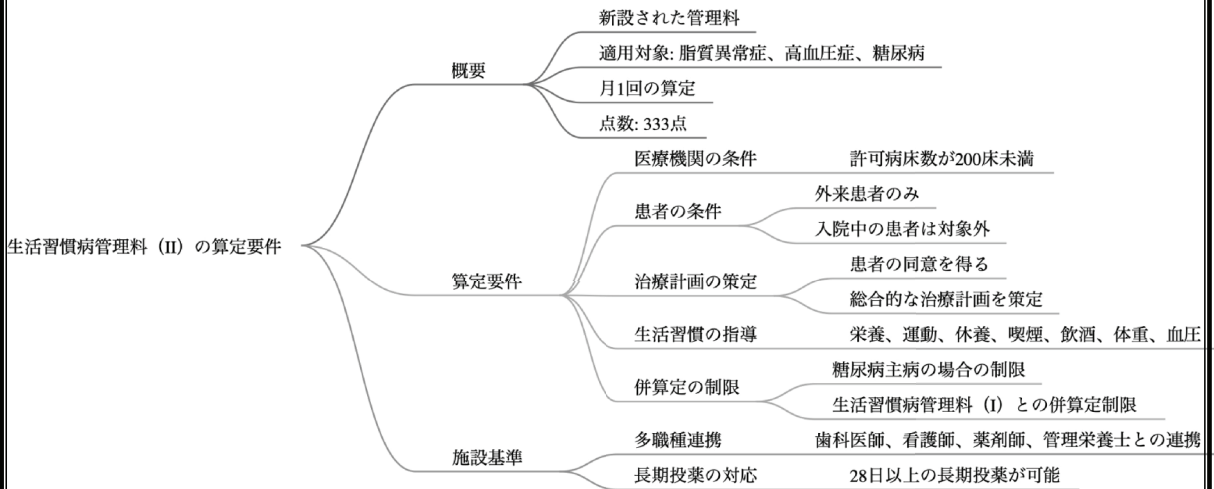 生活習慣病管理料（II）の算定要件
概要
新設された管理料
適用対象: 脂質異常症、高血圧症、糖尿病
月1回の算定
点数: 333点
算定要件
医療機関の条件
許可病床数が200床未満
患者の条件
外来患者のみ
入院中の患者は対象外
治療計画の策定
患者の同意を得る
総合的な治療計画を策定
生活習慣の指導
栄養、運動、休養、喫煙、飲酒、体重、血圧
併算定の制限
糖尿病主病の場合の制限
生活習慣病管理料（I）との併算定制限
施設基準
多職種連携
歯科医師、看護師、薬剤師、管理栄養士との連携
長期投薬の対応
28日以上の長期投薬が可能